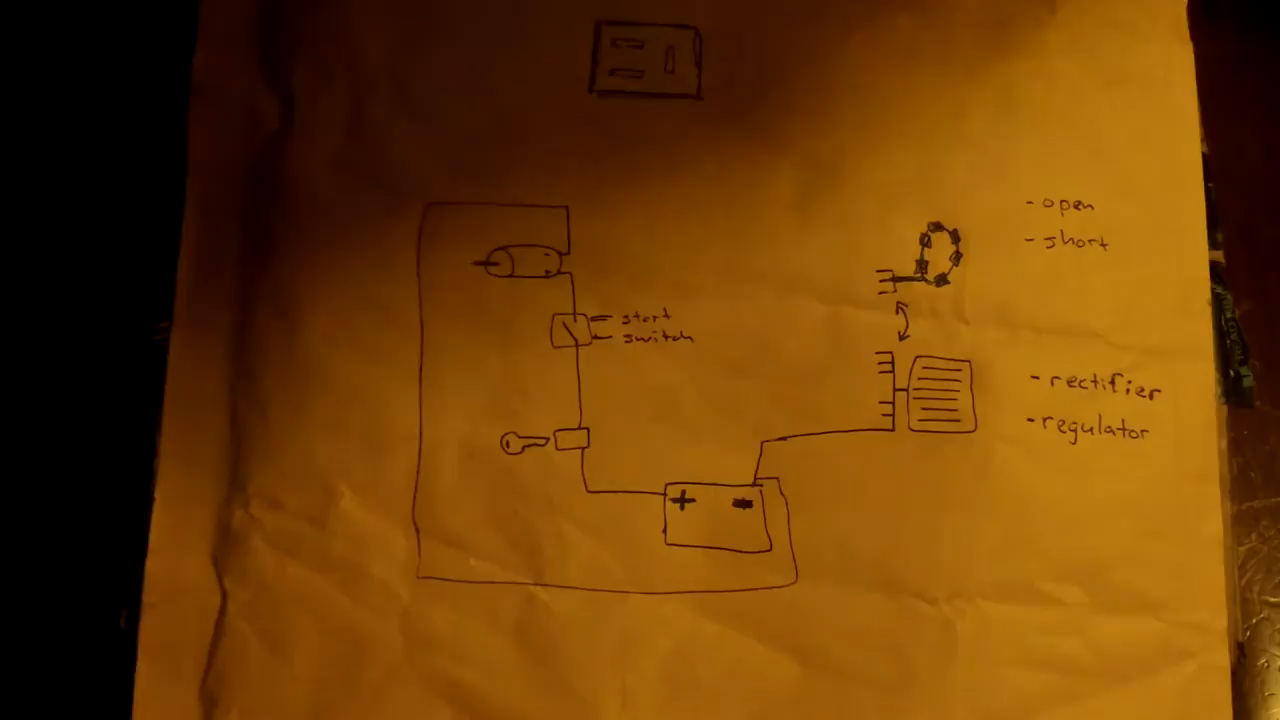 - open
- short
start
switch
- rectifier
- regulator
+ -